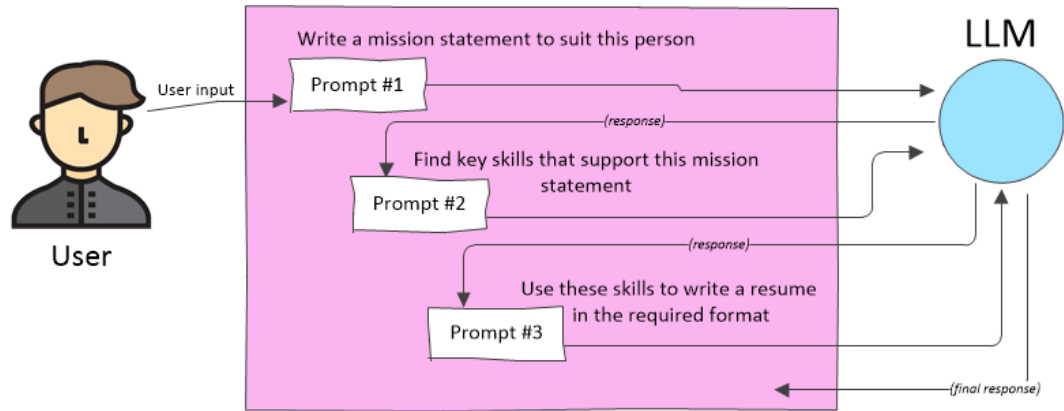 Write a mission statement to suit this person
LLM
User input
Prompt #1
(response)
Find key skills that support this mission
statement
Prompt #2
User
(response)
Use these skills to write a resume
in the required format
Prompt #3
(final response)